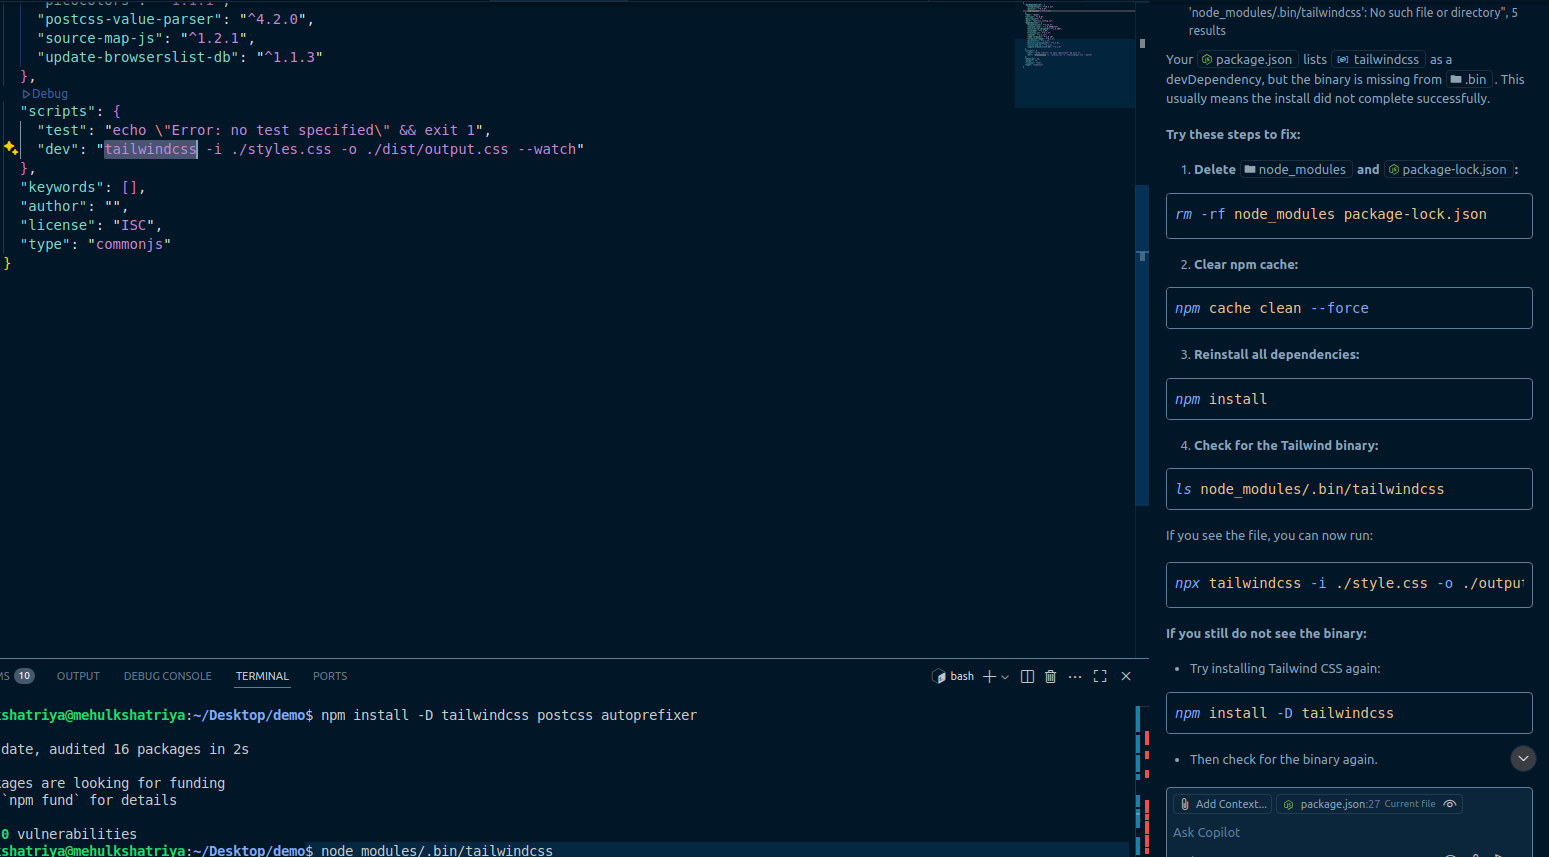 "postcss-value-parser": "^4.2.0",
"source-map-js": "^1.2.1",
"update-browserslist-db": "^1.1.3"
},
Debug
"scripts": {
"test": "echo \"Error: no test specified\" && exit 1",
"dev": "tailwindcss -i ./styles.css -o ./dist/output.css --watch"
},
"keywords": [],
"author": "",
"license": "ISC",
"type": "commonjs"
}
MS 10 OUTPUT DEBUG CONSOLE TERMINAL PORTS
bash
kshatriya@mehulkshatriya:~/Desktop/demo$ npm install -D tailwindcss postcss autoprefixer
date, audited 16 packages in 2s
kages are looking for funding
`npm fund` for details
0 vulnerabilities
kshatriya@mehulkshatriya:~/Desktop/demo$ node_modules/.bin/tailwindcss
'node_modules/.bin/tailwindcss': No such file or directory", 5
results
Your package.json lists tailwindcss as a
devDependency, but the binary is missing from .bin . This
usually means the install did not complete successfully.
Try these steps to fix:
1. Delete node_modules and package-lock.json :
rm -rf node_modules package-lock.json
2. Clear npm cache:
npm cache clean --force
3. Reinstall all dependencies:
npm install
4. Check for the Tailwind binary:
ls node_modules/.bin/tailwindcss
If you see the file, you can now run:
npx tailwindcss -i ./style.css -o ./output
If you still do not see the binary:
• Try installing Tailwind CSS again:
npm install -D tailwindcss
• Then check for the binary again.
Add Context... package.json:27 Current file
Ask Copilot